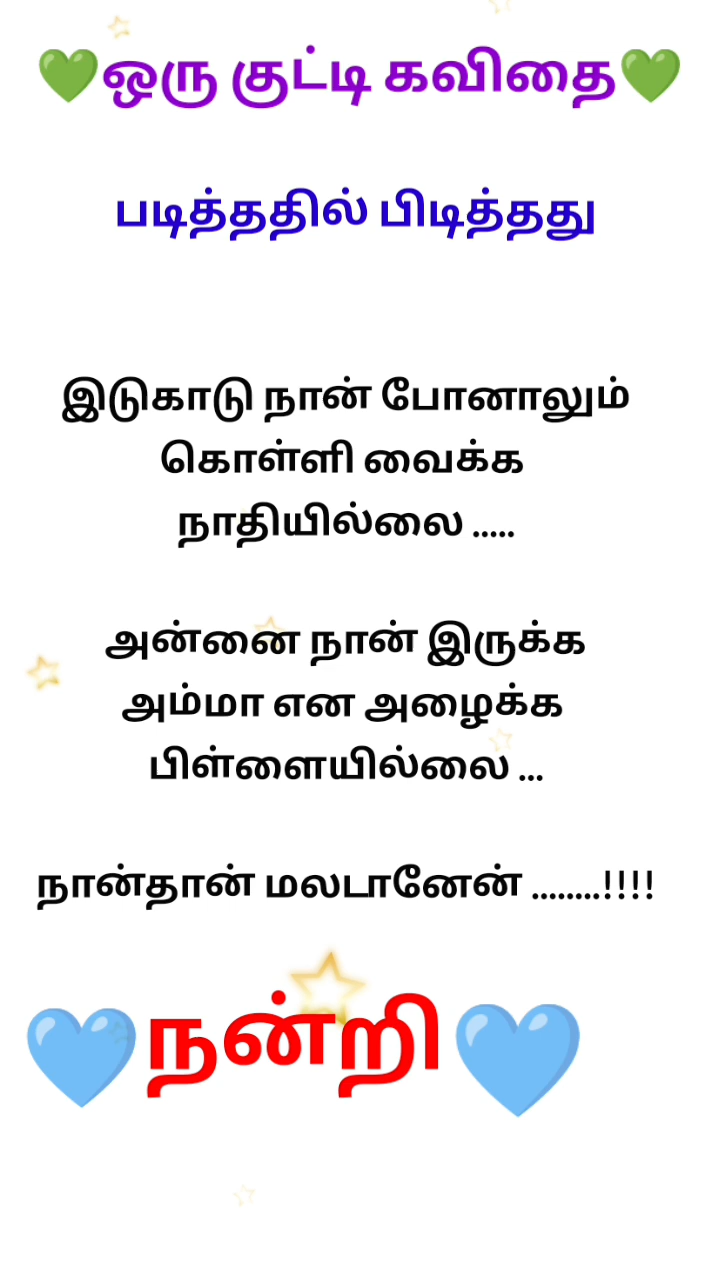 💚ஒரு குட்டி கவிதை💚
படித்ததில் பிடித்தது
இடுகாடு நான் போனாலும்
கொள்ளி வைக்க
நாதியில்லை .....
அன்னை நான் இருக்க
அம்மா என அழைக்க
பிள்ளையில்லை ...
நான்தான் மலடானேன் ........!!!!
🩵நன்றி🩵